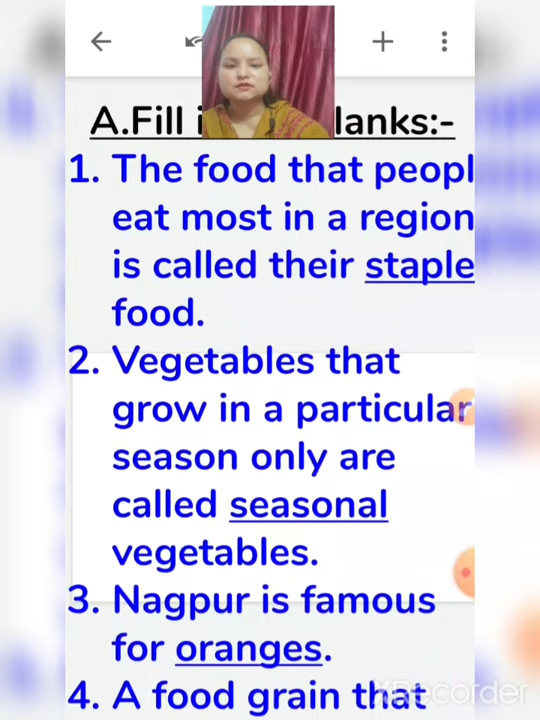 A.Fill i lanks:-
1. The food that peopl
eat most in a region
is called their staple
food.
2. Vegetables that
grow in a particular
season only are
called seasonal
vegetables.
3. Nagpur is famous
for oranges.
4. A food grain that
XRecorder